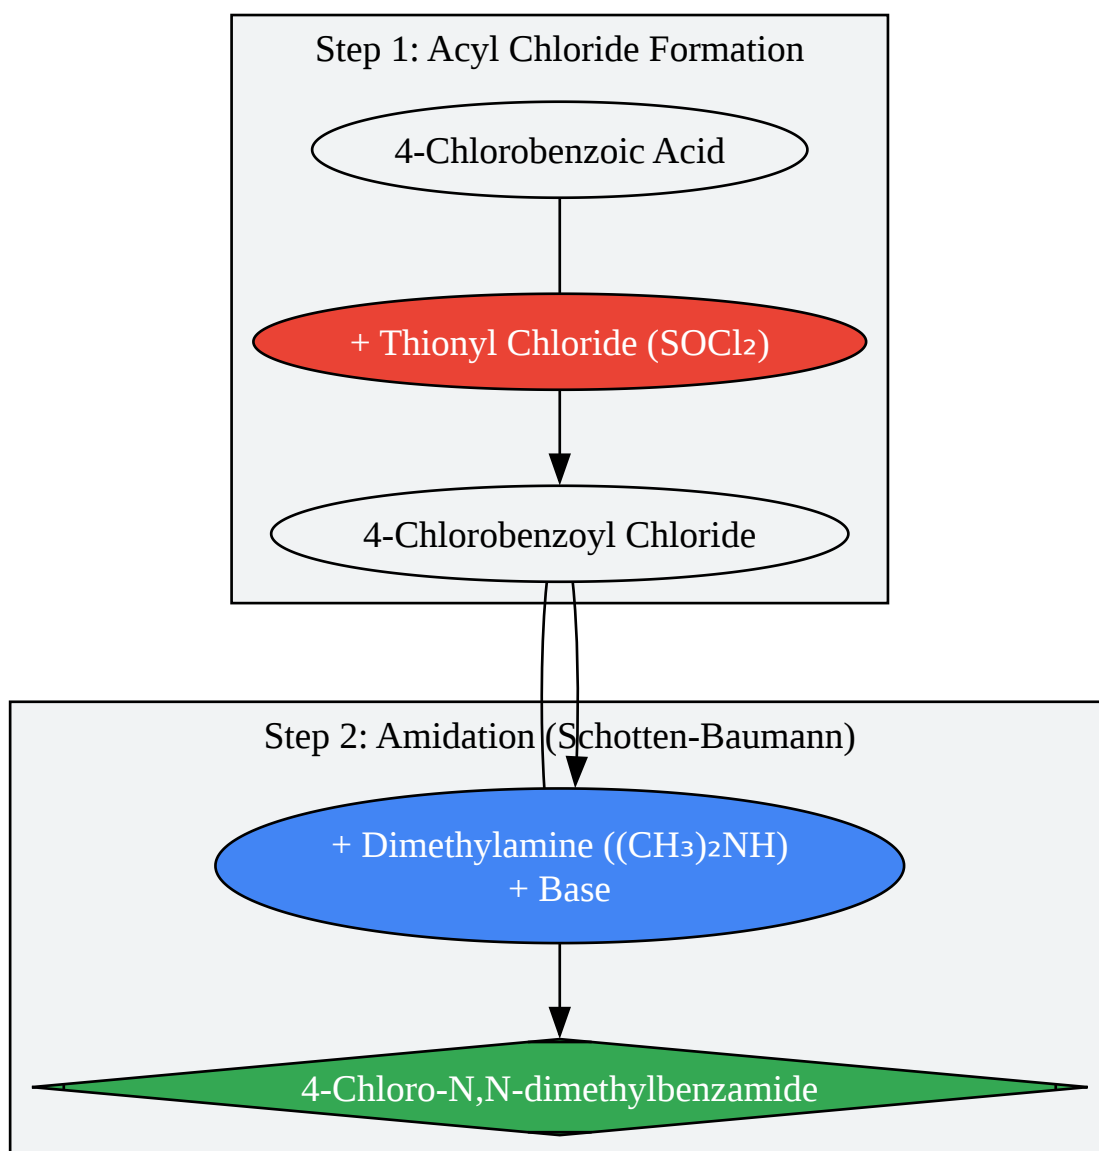 Step 1: Acyl Chloride Formation
4-Chlorobenzoic Acid
+ Thionyl Chloride (SOCl₂)
4-Chlorobenzoyl Chloride
Step 2: Amidation (Schotten-Baumann)
+ Dimethylamine ((CH₃)₂NH)
+ Base
4-Chloro-N,N-dimethylbenzamide